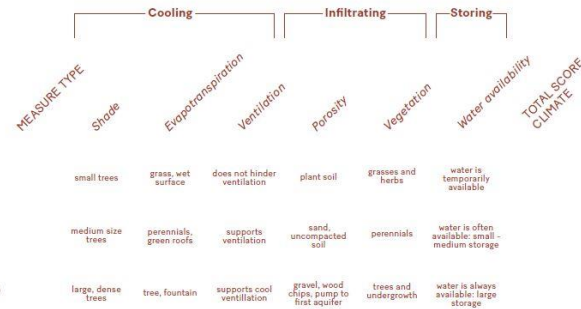 Cooling Infiltrating Storing
MEASURE TYPE Shade Evapotranspiration Ventilation Porosity Vegetation Water availability TOTAL SCORE CLIMATE
small trees
grass, wet
surface
does not hinder
ventilation
plant soil
grasses and
herbs
water is
temporarily
available
medium size
trees
perennials,
green roofs
supports
ventilation
sand,
uncompacted
soil
perennials
water is often
available: small -
medium storage
large, dense
trees
tree, fountain
supports cool
ventillation
gravel, wood
chips, pump to
first aquifer
trees and
undergrowth
water is always
available: large
storage